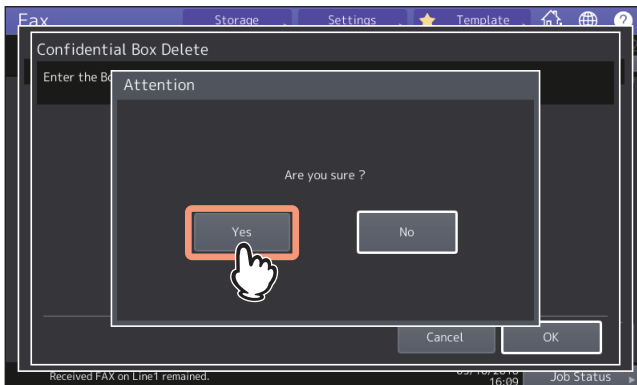 Fax Storage Settings Template ?
Confidential Box Delete
Enter the
Attention
Are you sure ?
Yes No
Cancel OK
Received FAX on Line1 remained.
16:09 Job Status